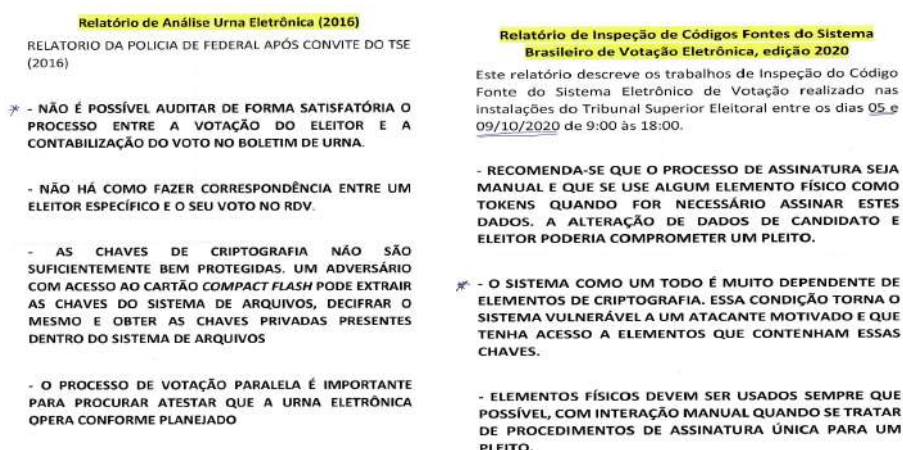 Relatório de Análise Urna Eletrônica (2016)
RELATORIO DA POLICIA DE FEDERAL APÓS CONVITE DO TSE
(2016)
- NÃO É POSSÍVEL AUDITAR DE FORMA SATISFATÓRIA O
PROCESSO ENTRE A VOTAÇÃO DO ELEITOR E A
CONTABILIZAÇÃO DO VOTO NO BOLETIM DE URNA.
- NÃO HÁ COMO FAZER CORRESPONDÊNCIA ENTRE UM
ELEITOR ESPECÍFICO E O SEU VOTO NO RDV.
- AS CHAVES DE CRIPTOGRAFIA NÃO SÃO
SUFICIENTEMENTE BEM PROTEGIDAS. UM ADVERSÁRIO
COM ACESSO AO CARTÃO COMPACT FLASH PODE EXTRAIR
AS CHAVES DO SISTEMA DE ARQUIVOS, DECIFRAR O
MESMO E OBTER AS CHAVES PRIVADAS PRESENTES
DENTRO DO SISTEMA DE ARQUIVOS
- O PROCESSO DE VOTAÇÃO PARALELA É IMPORTANTE
PARA PROCURAR ATESTAR QUE A URNA ELETRÔNICA
OPERA CONFORME PLANEJADO
Relatório de Inspeção de Códigos Fontes do Sistema
Brasileiro de Votação Eletrônica, edição 2020
Este relatório descreve os trabalhos de Inspeção do Código
Fonte do Sistema Eletrônico de Votação realizado nas
instalações do Tribunal Superior Eleitoral entre os dias 05 e
09/10/2020 de 9:00 às 18:00.
- RECOMENDA-SE QUE O PROCESSO DE ASSINATURA SEJA
MANUAL E QUE SE USE ALGUM ELEMENTO FÍSICO COMO
TOKENS QUANDO FOR NECESSÁRIO ASSINAR ESTES
DADOS. A ALTERAÇÃO DE DADOS DE CANDIDATO E
ELEITOR PODERIA COMPROMETER UM PLEITO.
- O SISTEMA COMO UM TODO É MUITO DEPENDENTE DE
ELEMENTOS DE CRIPTOGRAFIA. ESSA CONDIÇÃO TORNA O
SISTEMA VULNERÁVEL A UM ATACANTE MOTIVADO E QUE
TENHA ACESSO A ELEMENTOS QUE CONTENHAM ESSAS
CHAVES.
- ELEMENTOS FÍSICOS DEVEM SER USADOS SEMPRE QUE
POSSÍVEL, COM INTERAÇÃO MANUAL QUANDO SE TRATAR
DE PROCEDIMENTOS DE ASSINATURA ÚNICA PARA UM
PLEITO.